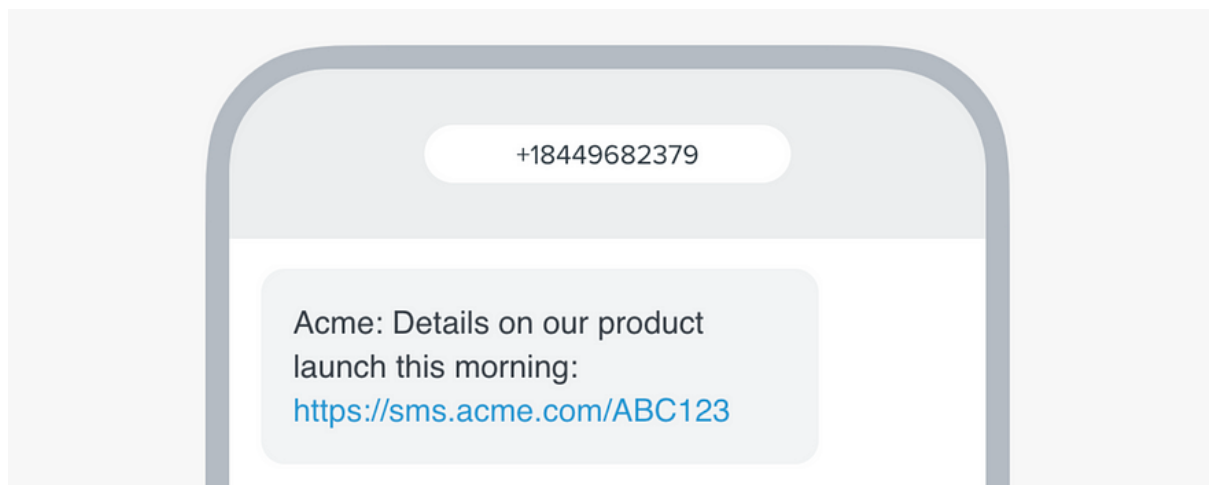 +18449682379
Acme: Details on our product
launch this morning:
https://sms.acme.com/ABC123